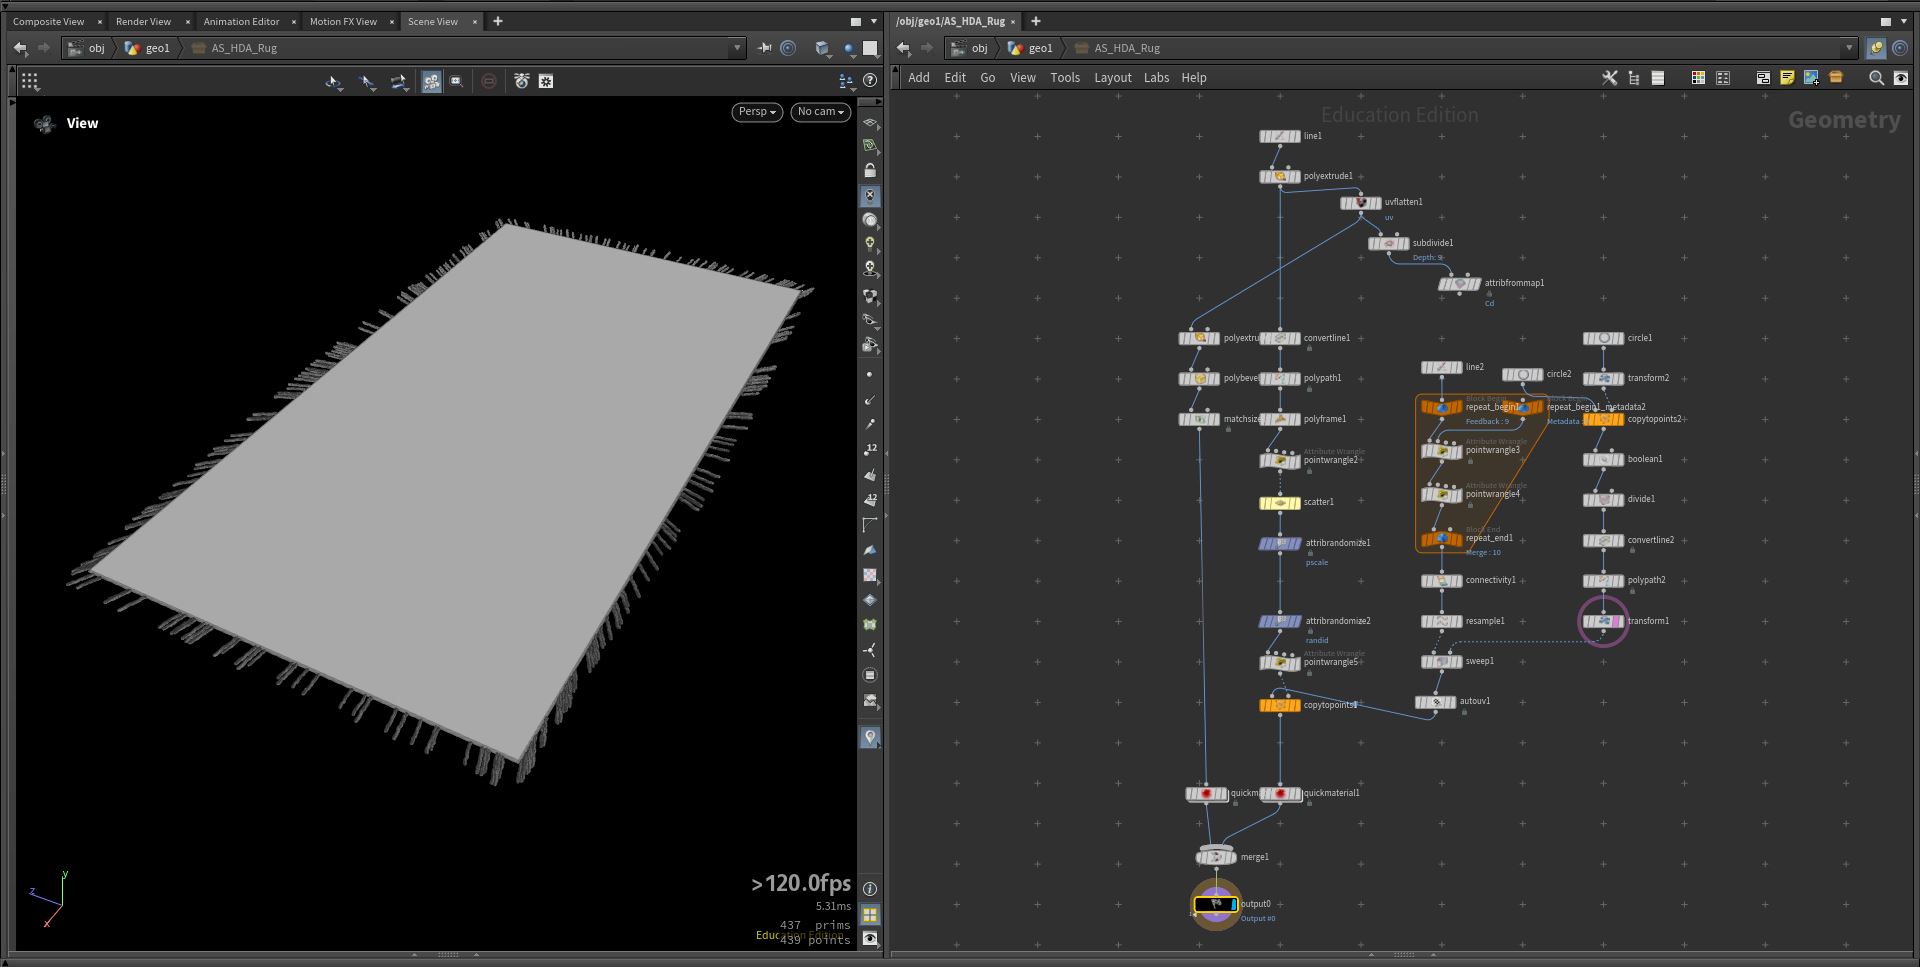 Composite View × Render View × Animation Editor × Motion FX View × Scene View × +
obj geo1 AS_HDA_Rug
View
Persp No cam
12
12
>120.0fps
5.31ms
437 prims
Education Edition
439 points
y
z
x
/obj/geo1/AS_HDA_Rug × +
obj geo1 AS_HDA_Rug
Add Edit Go View Tools Layout Labs Help
Education Edition
Geometry
line1
polyextrude1
uvflatten1
uv
subdivide1
Depth: 9
attribfrommap1
Cd
polyextru convertline1 circle1
line2
circle2
polybevel polypath1 transform2
Block Begin
repeat_begin1 repeat_begin1_metadata2
Feedback : 9 Metadata :
matchsize polyframe1 copytopoints2
Attribute Wrangle
pointwrangle3
Attribute Wrangle
pointwrangle2 boolean1
Attribute Wrangle
pointwrangle4
scatter1 divide1
Block End
repeat_end1
Merge : 10
attribrandomize1 convertline2
pscale
connectivity1 polypath2
attribrandomize2 resample1 transform1
randid
Attribute Wrangle
pointwrangle5 sweep1
copytopoints1 autouv1
quickm quickmaterial1
merge1
output0
Output #0